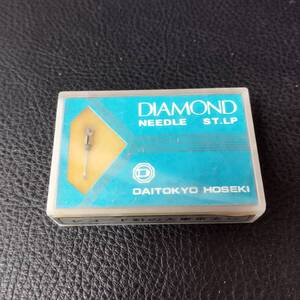 DIAMOND
NEEDLE ST.LP
D
DAITOKYO HOSEKI